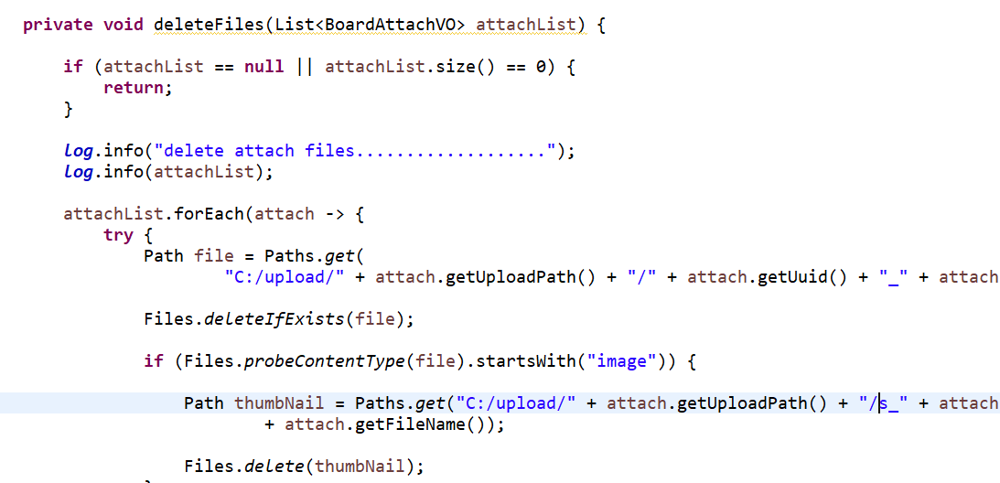 private void deleteFiles(List<BoardAttachVO> attachList) {
if (attachList == null || attachList.size() == 0) {
return;
}
log.info("delete attach files...................");
log.info(attachList);
attachList.forEach(attach -> {
try {
Path file = Paths.get(
"C:/upload/" + attach.getUploadPath() + "/" + attach.getUuid() + "_" + attach
Files.deleteIfExists(file);
if (Files.probeContentType(file).startsWith("image")) {
Path thumbNail = Paths.get("C:/upload/" + attach.getUploadPath() + "/s_" + attach
+ attach.getFileName());
Files.delete(thumbNail);